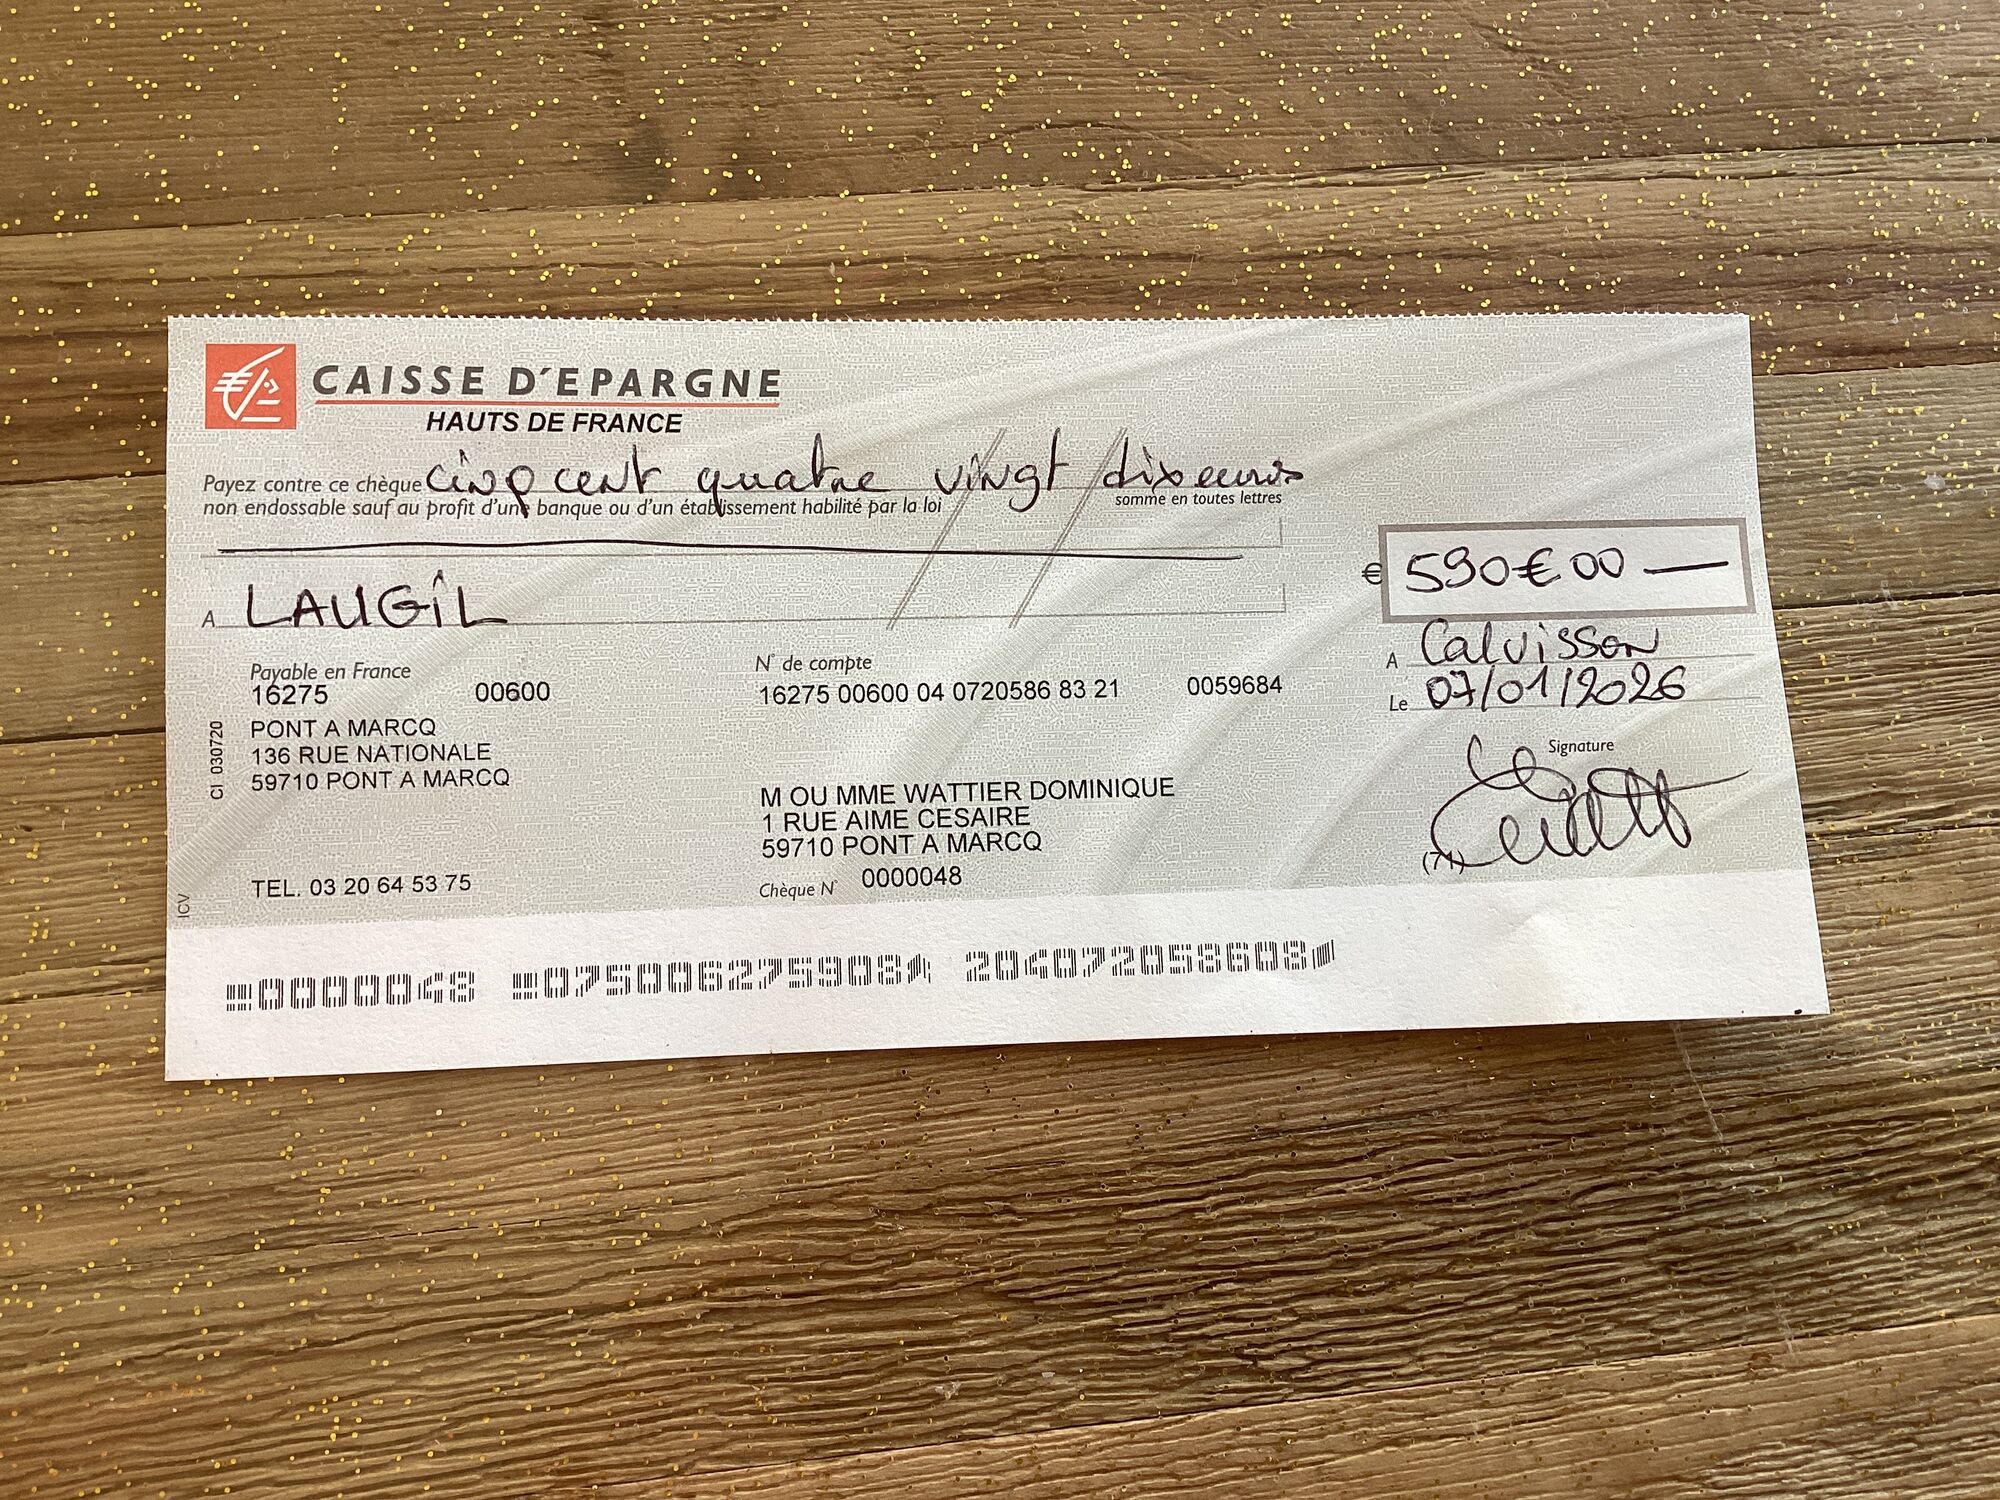 CAISSE D'EPARGNE
HAUTS DE FRANCE
Payez contre ce chèque cinq cent quatre vingt dix euros
non endossable sauf au profit d'une banque ou d'un établissement habilité par la loi
somme en toutes lettres
€ 590€00
A LAUGIL
A Calvisson
Le 07/01/2026
Payable en France
16275 00600
N° de compte
16275 00600 04 0720586 83 21 0059684
PONT A MARCQ
136 RUE NATIONALE
59710 PONT A MARCQ
CI 030720
Signature
M OU MME WATTIER DOMINIQUE
1 RUE AIME CESAIRE
59710 PONT A MARCQ
(71)
TEL. 03 20 64 53 75
Chèque N° 0000048
ICV
0000048 075006275908 204072058608